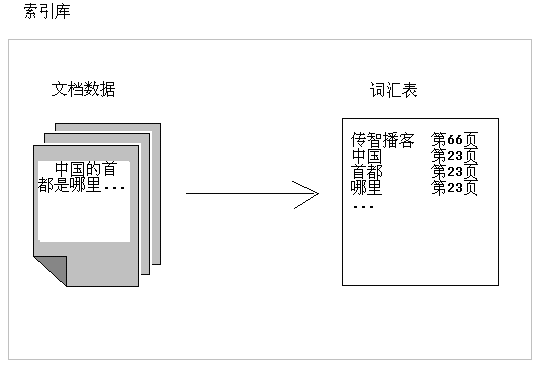 索引库
文档数据
词汇表
中国的首
都是哪里...
传智播客 第66页
中国 第23页
首都 第23页
哪里 第23页
...